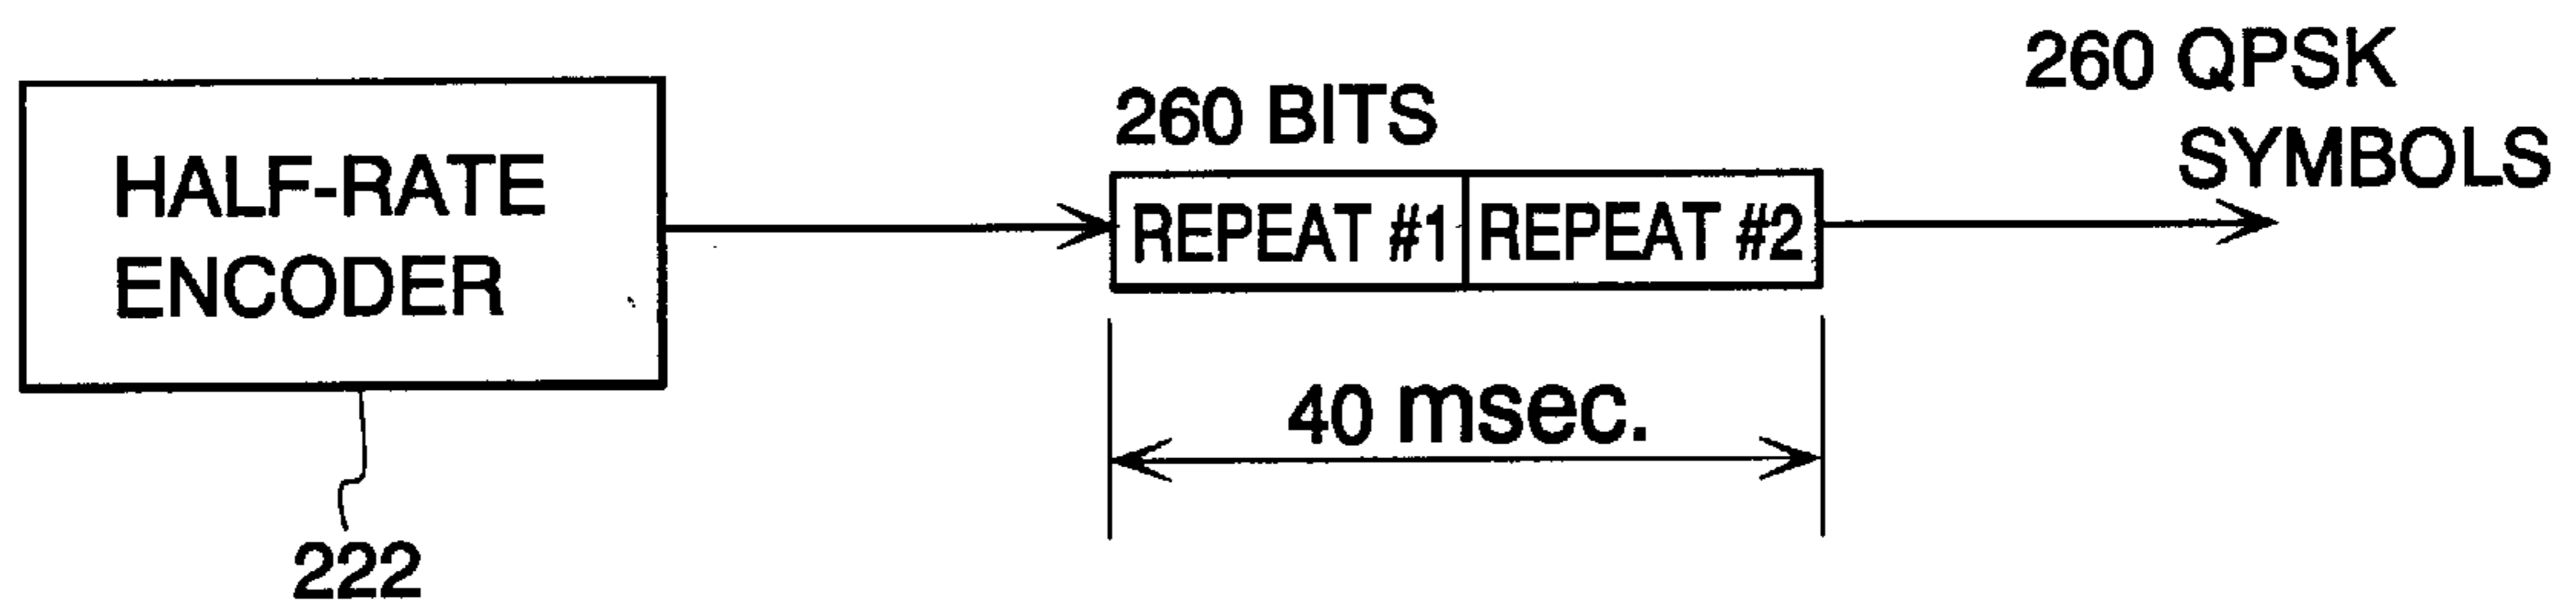 HALF-RATE
ENCODER
222
260 BITS
REPEAT #1 REPEAT #2
40 msec.
260 QPSK
SYMBOLS